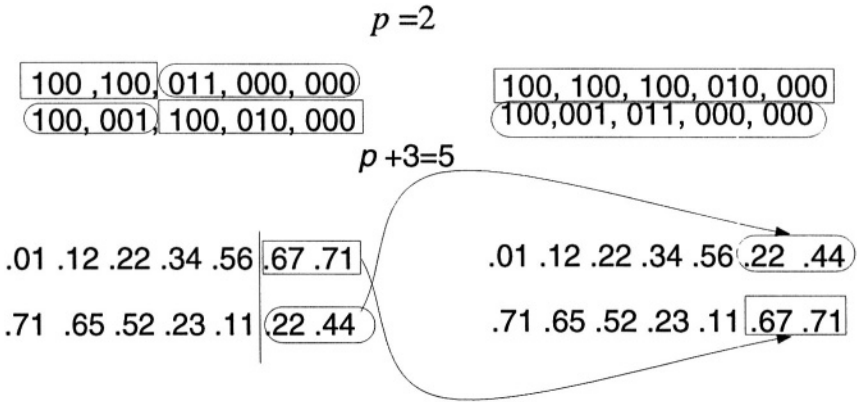 p =2
100 ,100, 011, 000, 000
100, 100, 100, 010, 000
100, 001, 100, 010, 000
100,001, 011, 000, 000
p +3=5
.01 .12 .22 .34 .56 .67 .71
.01 .12 .22 .34 .56 .22 .44
.71 .65 .52 .23 .11 .22 .44
.71 .65 .52 .23 .11 .67 .71